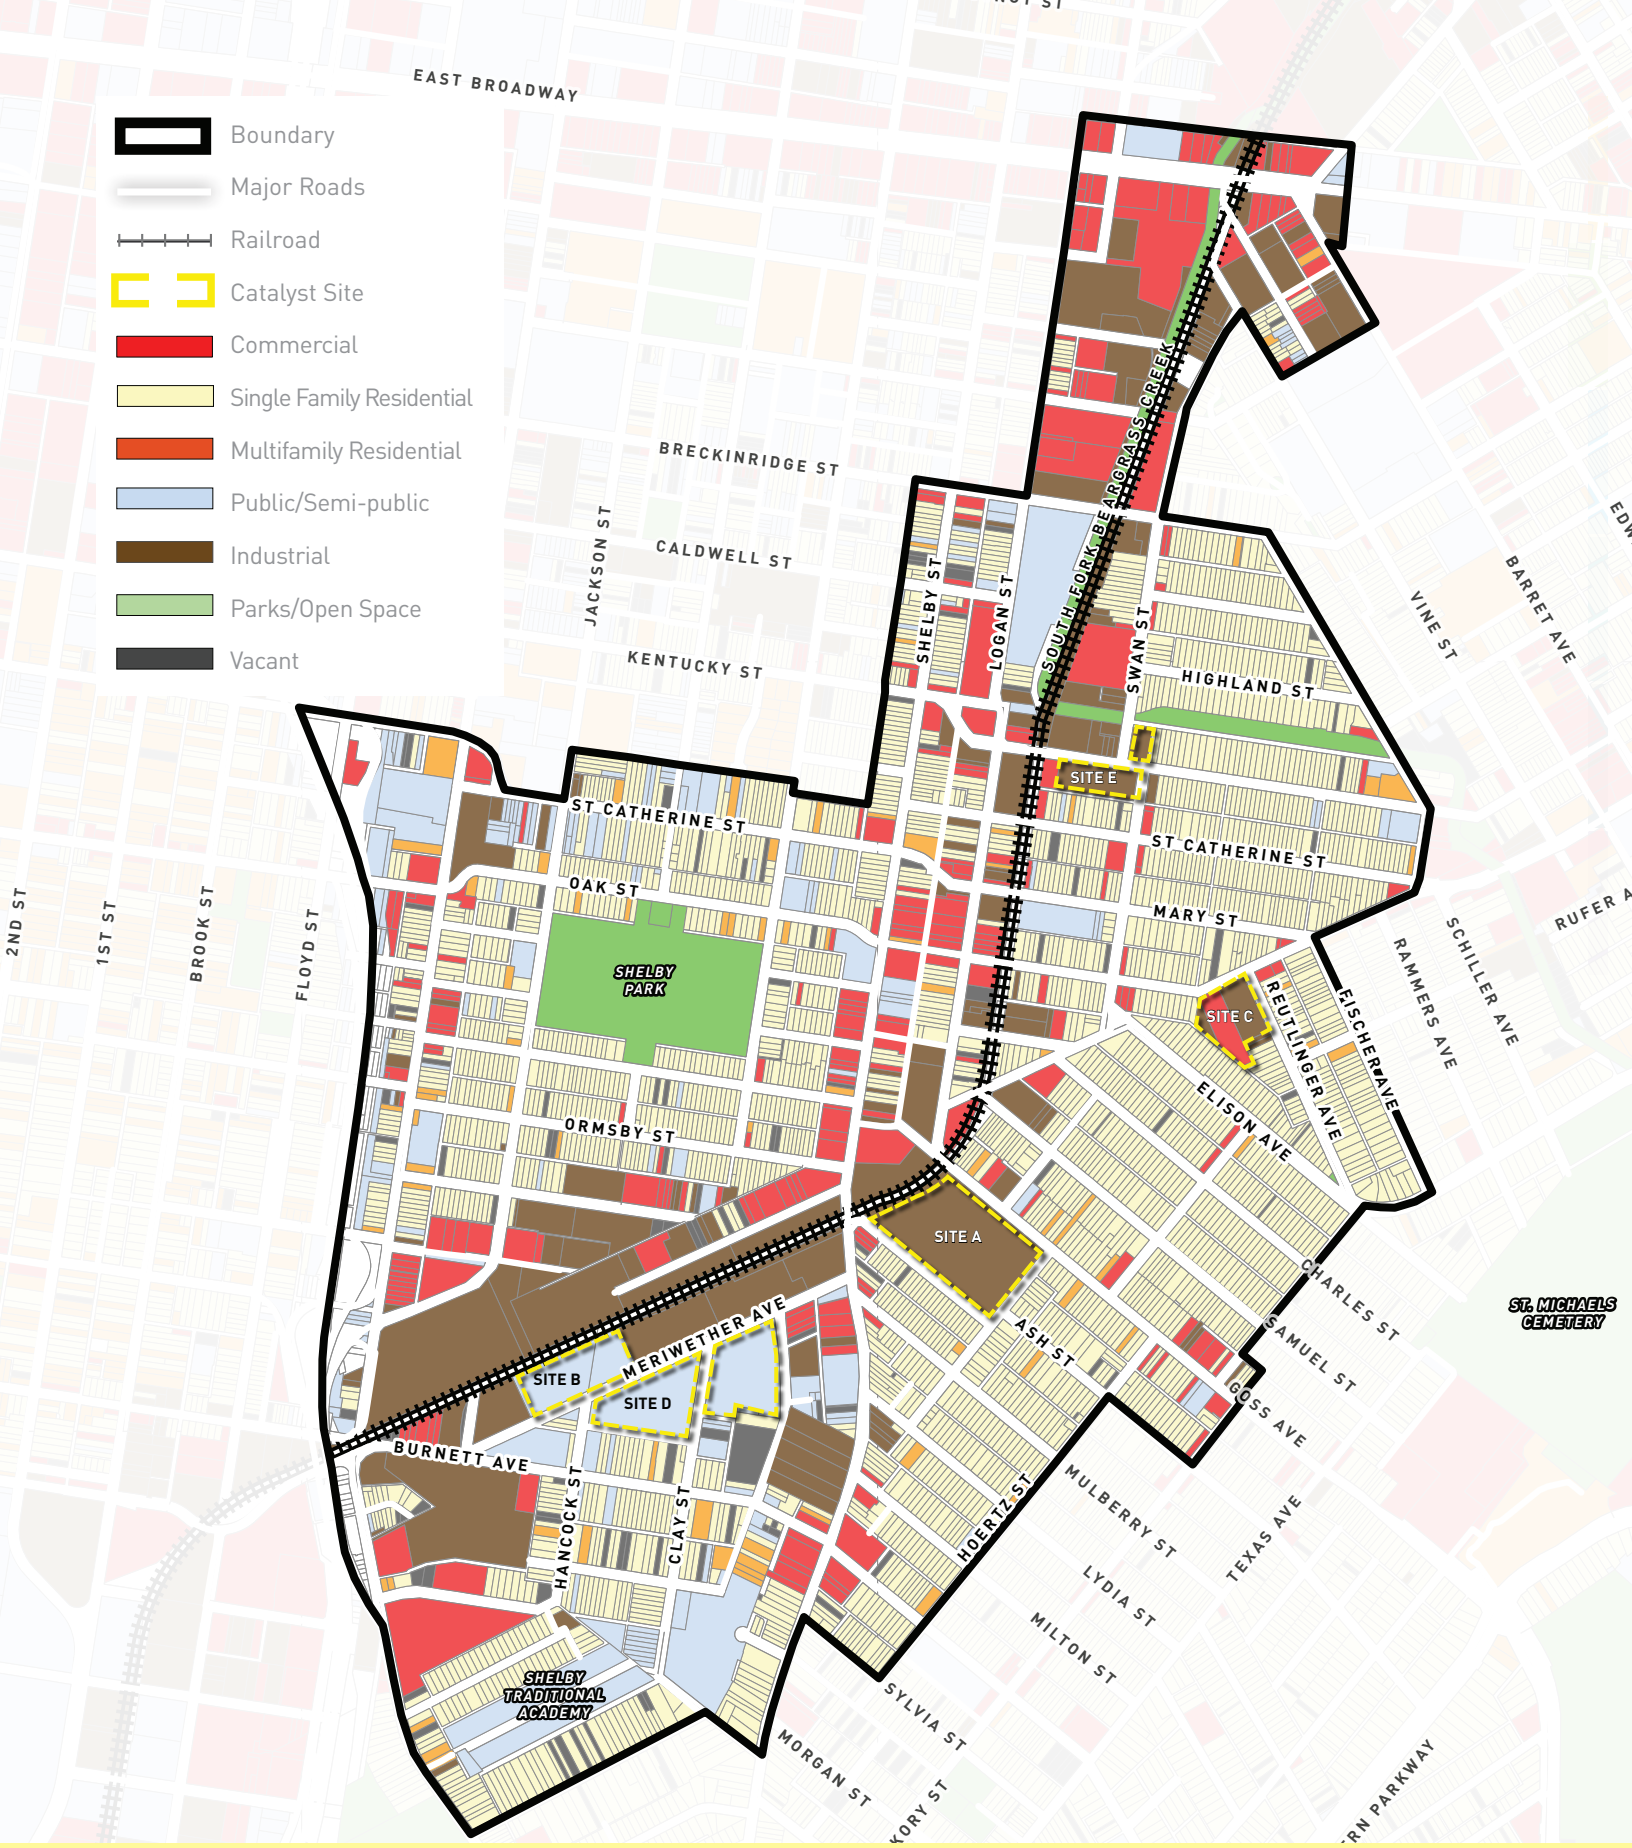 EAST BROADWAY
Boundary
Major Roads
Railroad
Catalyst Site
Commercial
Single Family Residential
Multifamily Residential
Public/Semi-public
Industrial
Parks/Open Space
Vacant
BRECKINRIDGE ST
CALDWELL ST
JACKSON ST
KENTUCKY ST
SHELBY ST
LOGAN ST
SOUTH FORK, BEARGRASS CREEK
SWAN ST
HIGHLAND ST
VINE ST
BARRET AVE
SITE E
ST CATHERINE ST
ST CATHERINE ST
OAK ST
MARY ST
2ND ST
1ST ST
BROOK ST
FLOYD ST
SHELBY
PARK
SITE C
REUTLINGER AVE
FISCHER AVE
RAMMERS AVE
SCHILLER AVE
RUFER A
ELISON AVE
ORMSBY ST
SITE A
CHARLES ST
SAMUEL ST
ST. MICHAELS
CEMETERY
ASH ST
GOSS AVE
MERIWETHER AVE
SITE B
SITE D
BURNETT AVE
HANCOCK ST
CLAY ST
HOERTZ ST
MULBERRY ST
TEXAS AVE
LYDIA ST
MILTON ST
SHELBY
TRADITIONAL
ACADEMY
SYLVIA ST
MORGAN ST
KORY ST
ERN PARKWAY